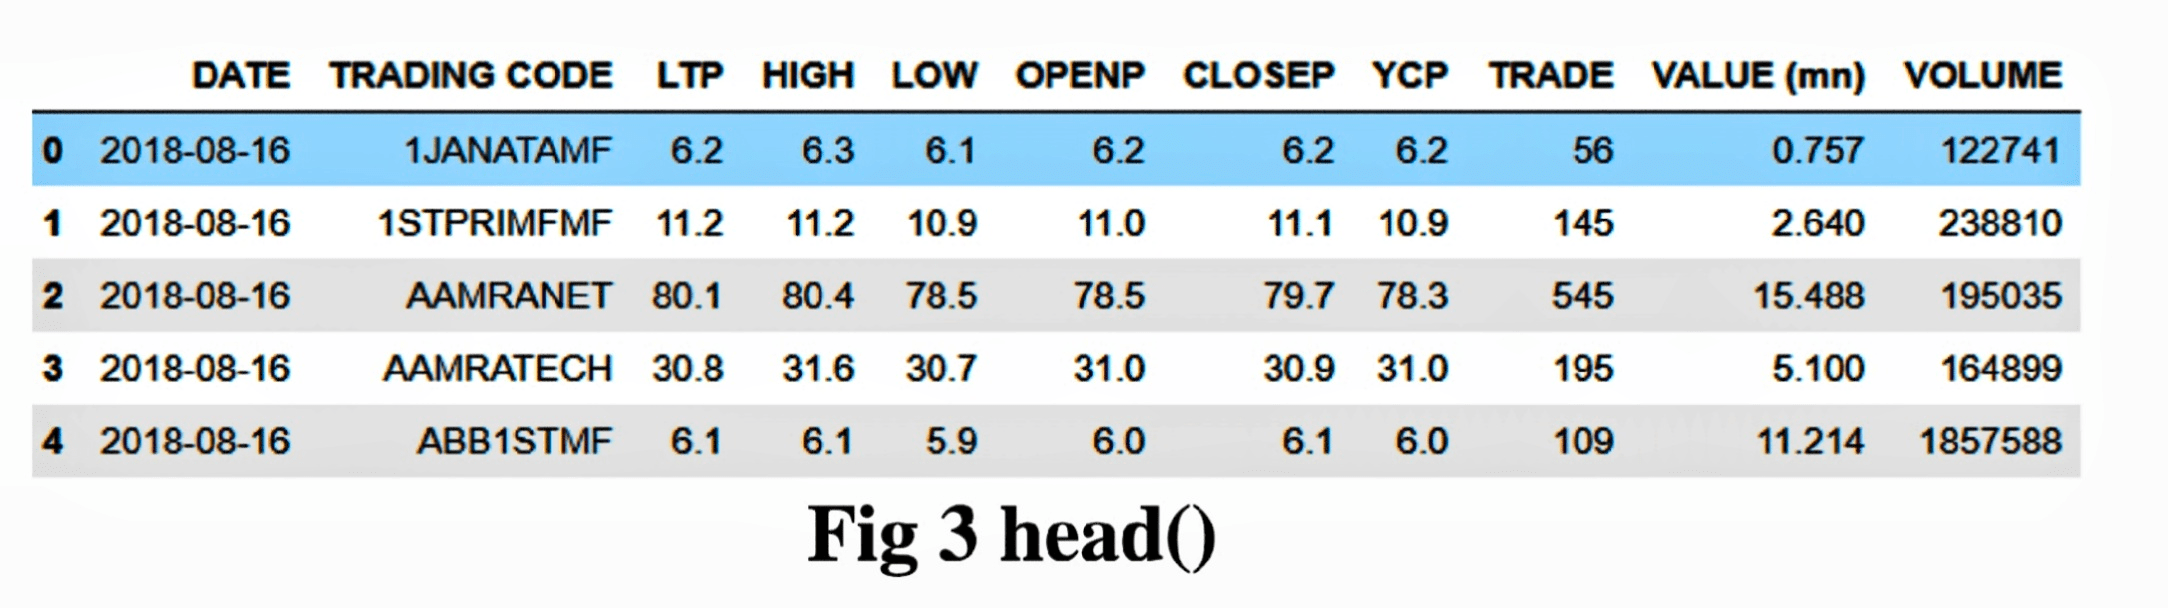 DATE TRADING CODE LTP HIGH LOW OPENP CLOSEP YCP TRADE VALUE (mn) VOLUME
0 2018-08-16 1JANATAMF 6.2 6.3 6.1 6.2 6.2 6.2 56 0.757 122741
1 2018-08-16 1STPRIMFMF 11.2 11.2 10.9 11.0 11.1 10.9 145 2.640 238810
2 2018-08-16 AAMRANET 80.1 80.4 78.5 78.5 79.7 78.3 545 15.488 195035
3 2018-08-16 AAMRATECH 30.8 31.6 30.7 31.0 30.9 31.0 195 5.100 164899
4 2018-08-16 ABB1STMF 6.1 6.1 5.9 6.0 6.1 6.0 109 11.214 1857588
Fig 3 head()